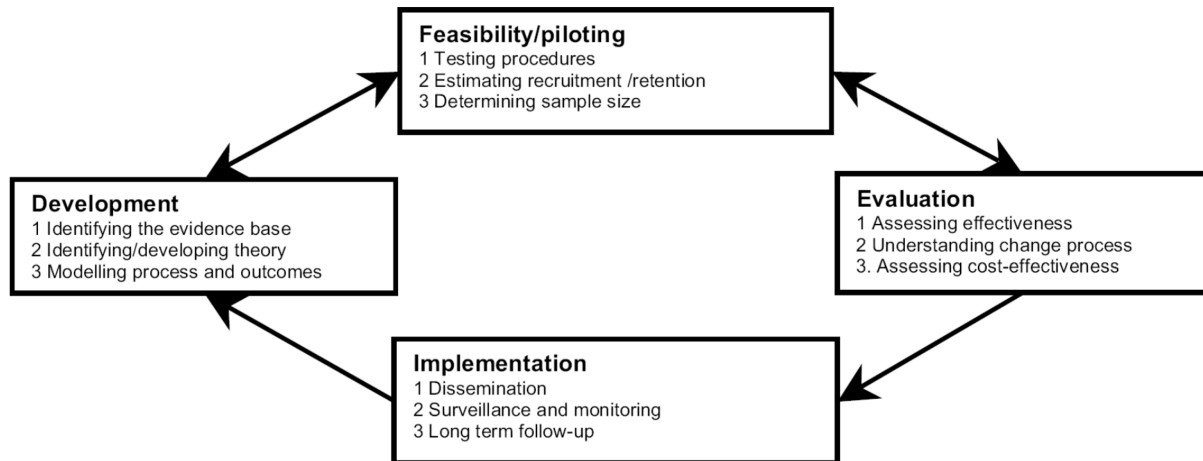 Feasibility/piloting
1 Testing procedures
2 Estimating recruitment /retention
3 Determining sample size
Development
1 Identifying the evidence base
2 Identifying/developing theory
3 Modelling process and outcomes
Evaluation
1 Assessing effectiveness
2 Understanding change process
3. Assessing cost-effectiveness
Implementation
1 Dissemination
2 Surveillance and monitoring
3 Long term follow-up